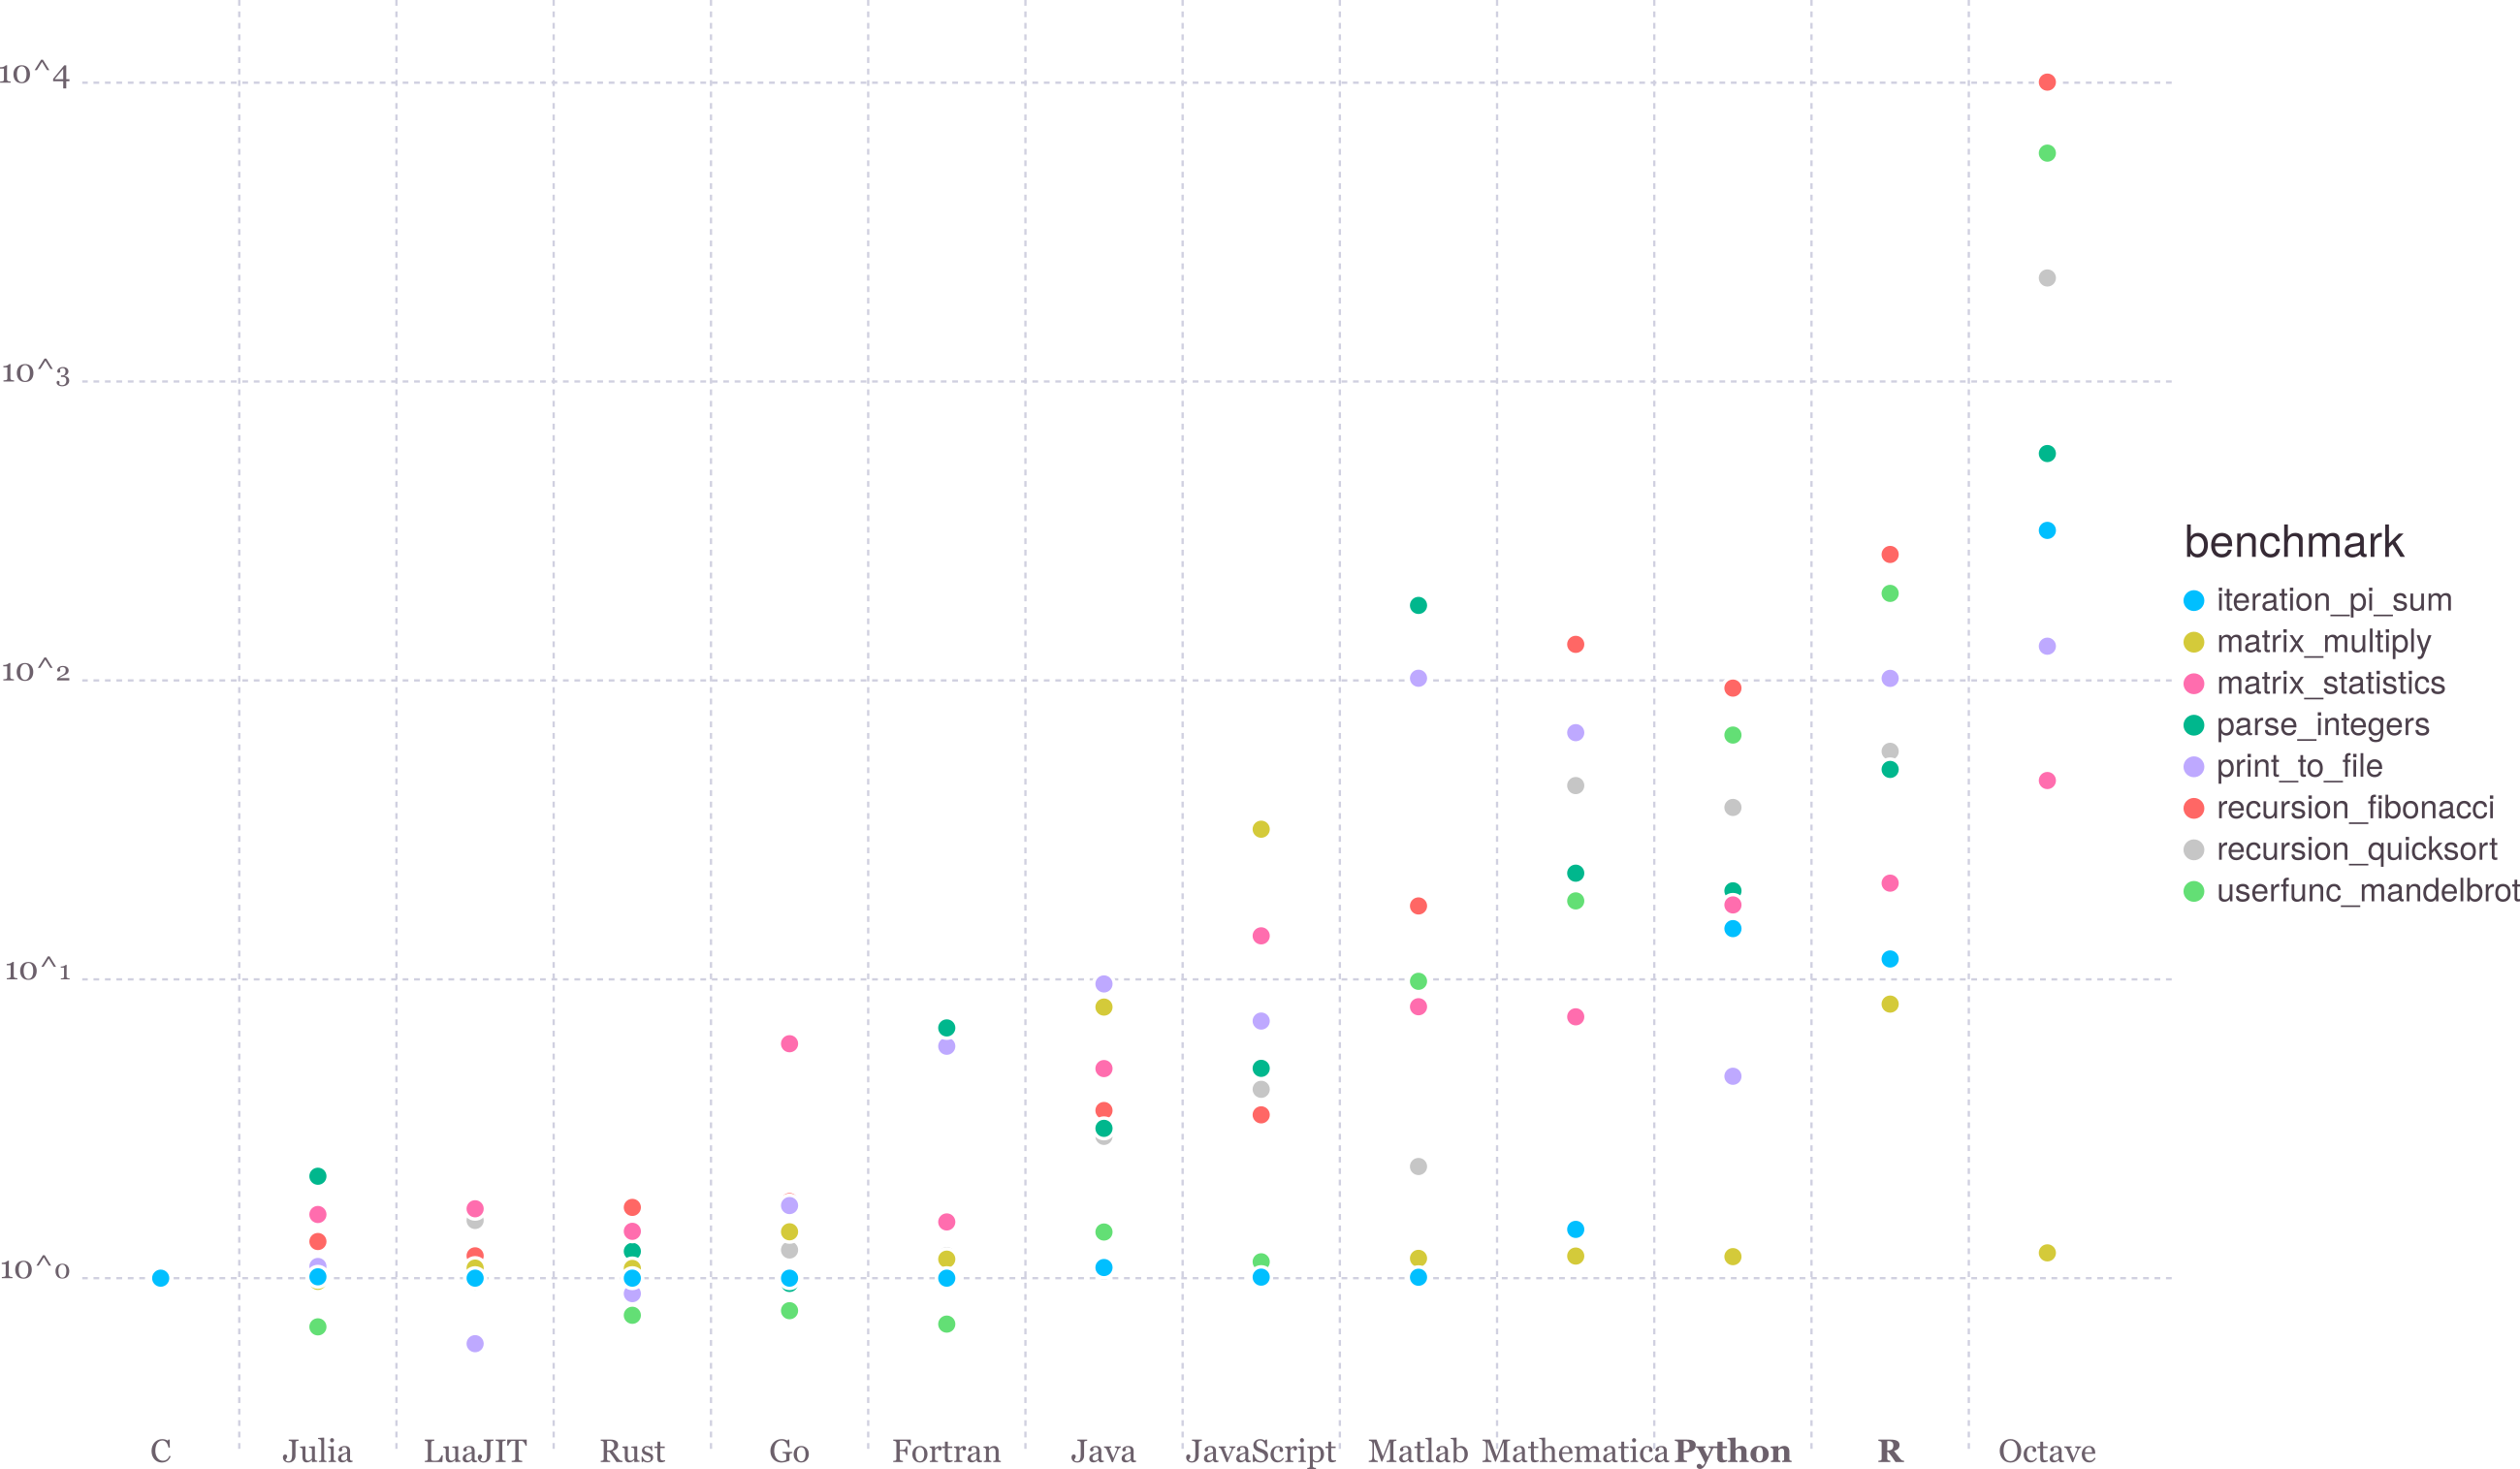 10^4
10^3
10^2
10^1
10^0
C Julia LuaJIT Rust Go Fortran Java JavaScript Matlab Mathematica Python R Octave
benchmark
iteration_pi_sum
matrix_multiply
matrix_statistics
parse_integers
print_to_file
recursion_fibonacci
recursion_quicksort
userfunc_mandelbrot